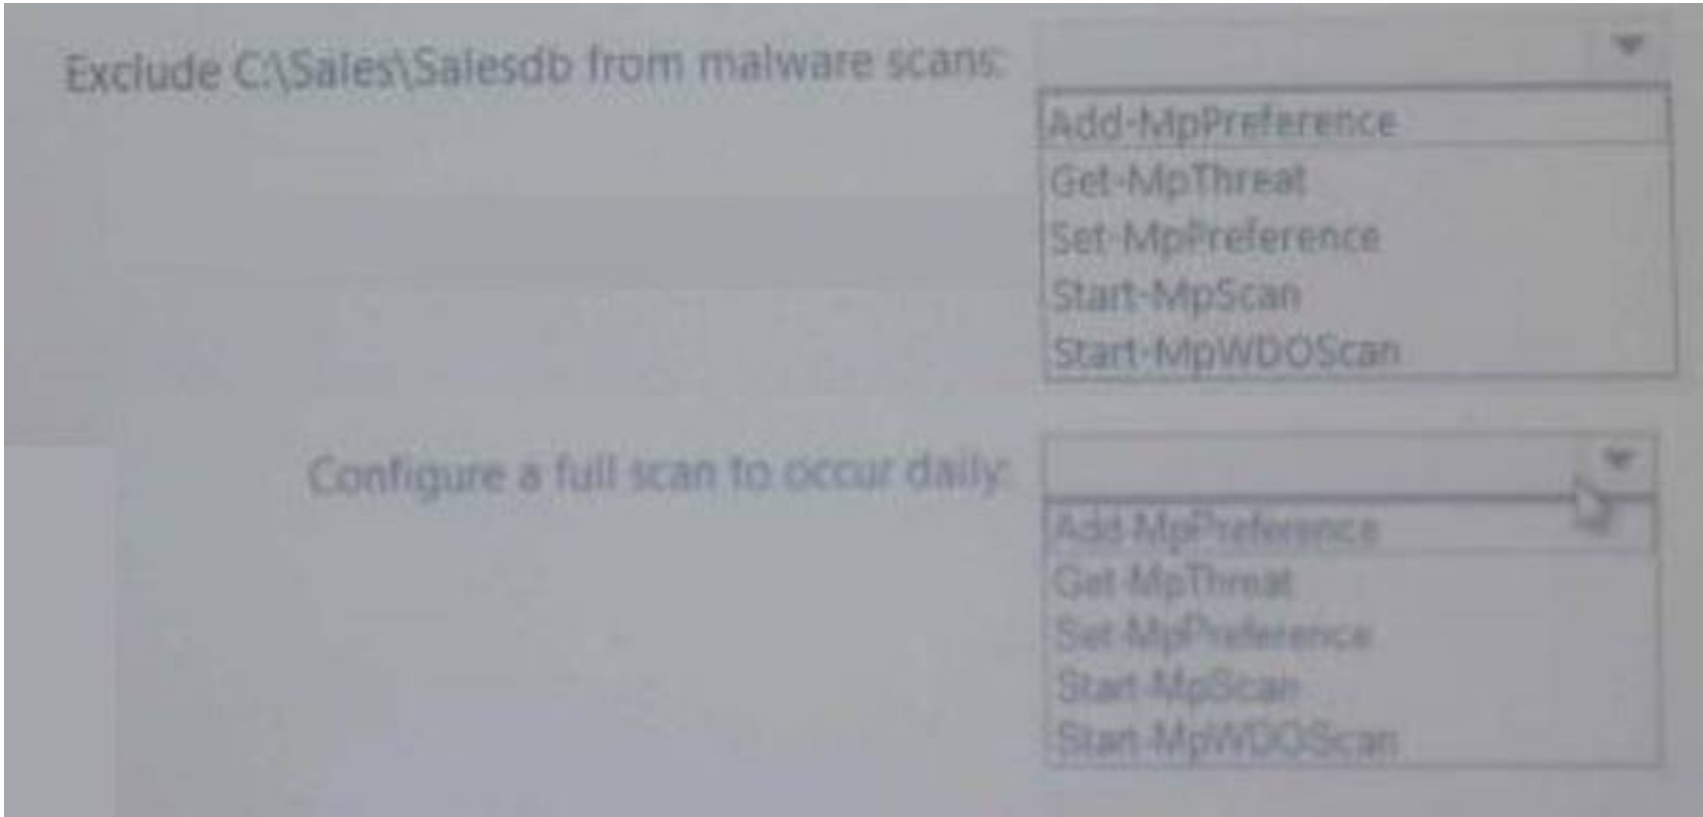 Exclude C:\Sales\Salesdb from malware scans:
Add-MpPreference
Get-MpThreat
Set-MpPreference
Start-MpScan
Start-MpWDOScan
Configure a full scan to occur daily:
Add-MpPreference
Get-MpThreat
Set-MpPreference
Start-MpScan
Start-MpWDOScan